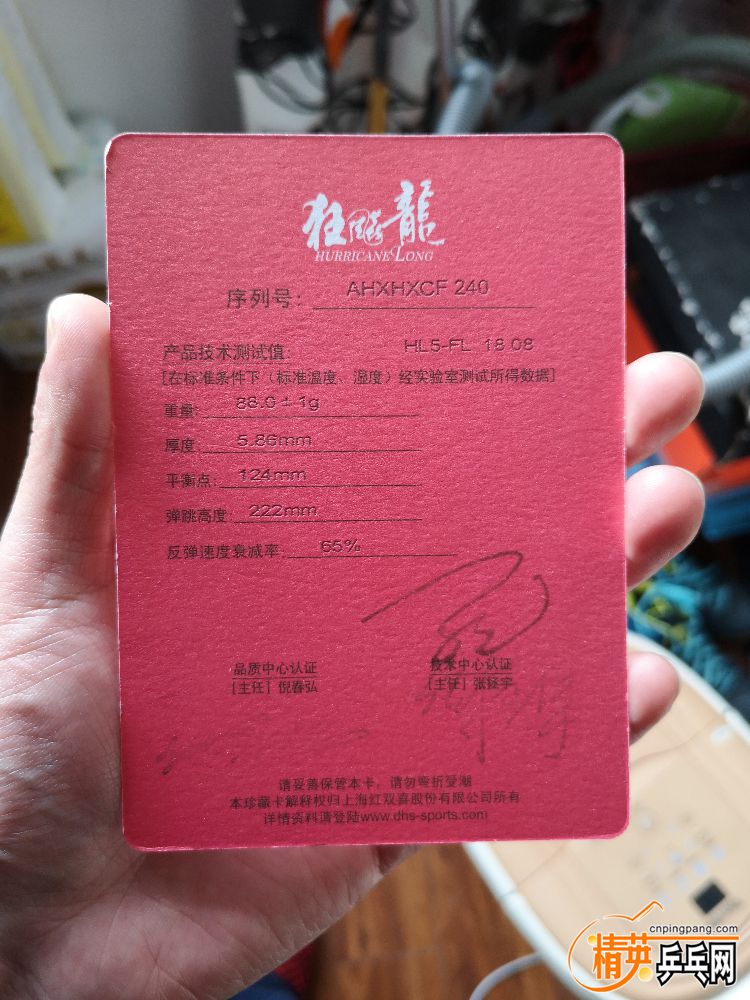 狂飚龍
HURRICANE LONG
序列号: AHXHXCF 240
产品技术测试值: HL5-FL 18 08
[在标准条件下（标准温度、湿度）经实验室测试所得数据]
重量: 88.0±1g
厚度: 5.86mm
平衡点: 124mm
弹跳高度: 222mm
反弹速度衰减率: 65%
品质中心认证 技术中心认证
[主任] 倪春弘 [主任] 张拯宇
请妥善保管本卡，请勿弯折受潮
本珍藏卡解释权归上海红双喜股份有限公司所有
详情资料请登陆www.dhs-sports.com
cnpingpang.com
精英乒乓网